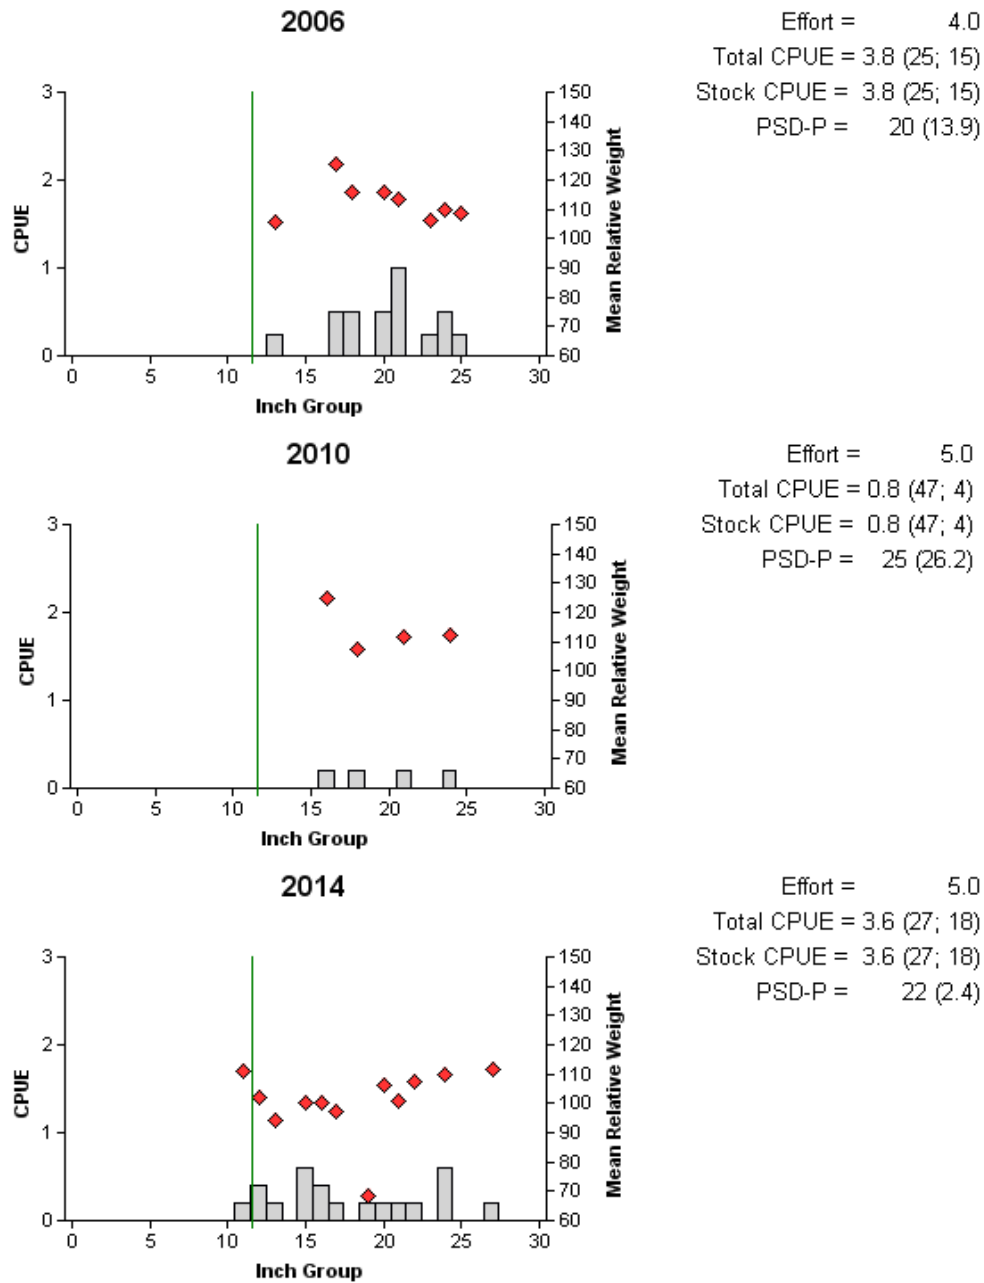 2006
Effort = 4.0
Total CPUE = 3.8 (25; 15)
Stock CPUE = 3.8 (25; 15)
PSD-P = 20 (13.9)
3 150
140
130
2 120
110
100
1 90
80
70
0 60
CPUE
Mean Relative Weight
0 5 10 15 20 25 30
Inch Group
2010
Effort = 5.0
Total CPUE = 0.8 (47; 4)
Stock CPUE = 0.8 (47; 4)
PSD-P = 25 (26.2)
3 150
140
130
2 120
110
100
1 90
80
70
0 60
CPUE
Mean Relative Weight
0 5 10 15 20 25 30
Inch Group
2014
Effort = 5.0
Total CPUE = 3.6 (27; 18)
Stock CPUE = 3.6 (27; 18)
PSD-P = 22 (2.4)
3 150
140
130
2 120
110
100
1 90
80
70
0 60
CPUE
Mean Relative Weight
0 5 10 15 20 25 30
Inch Group